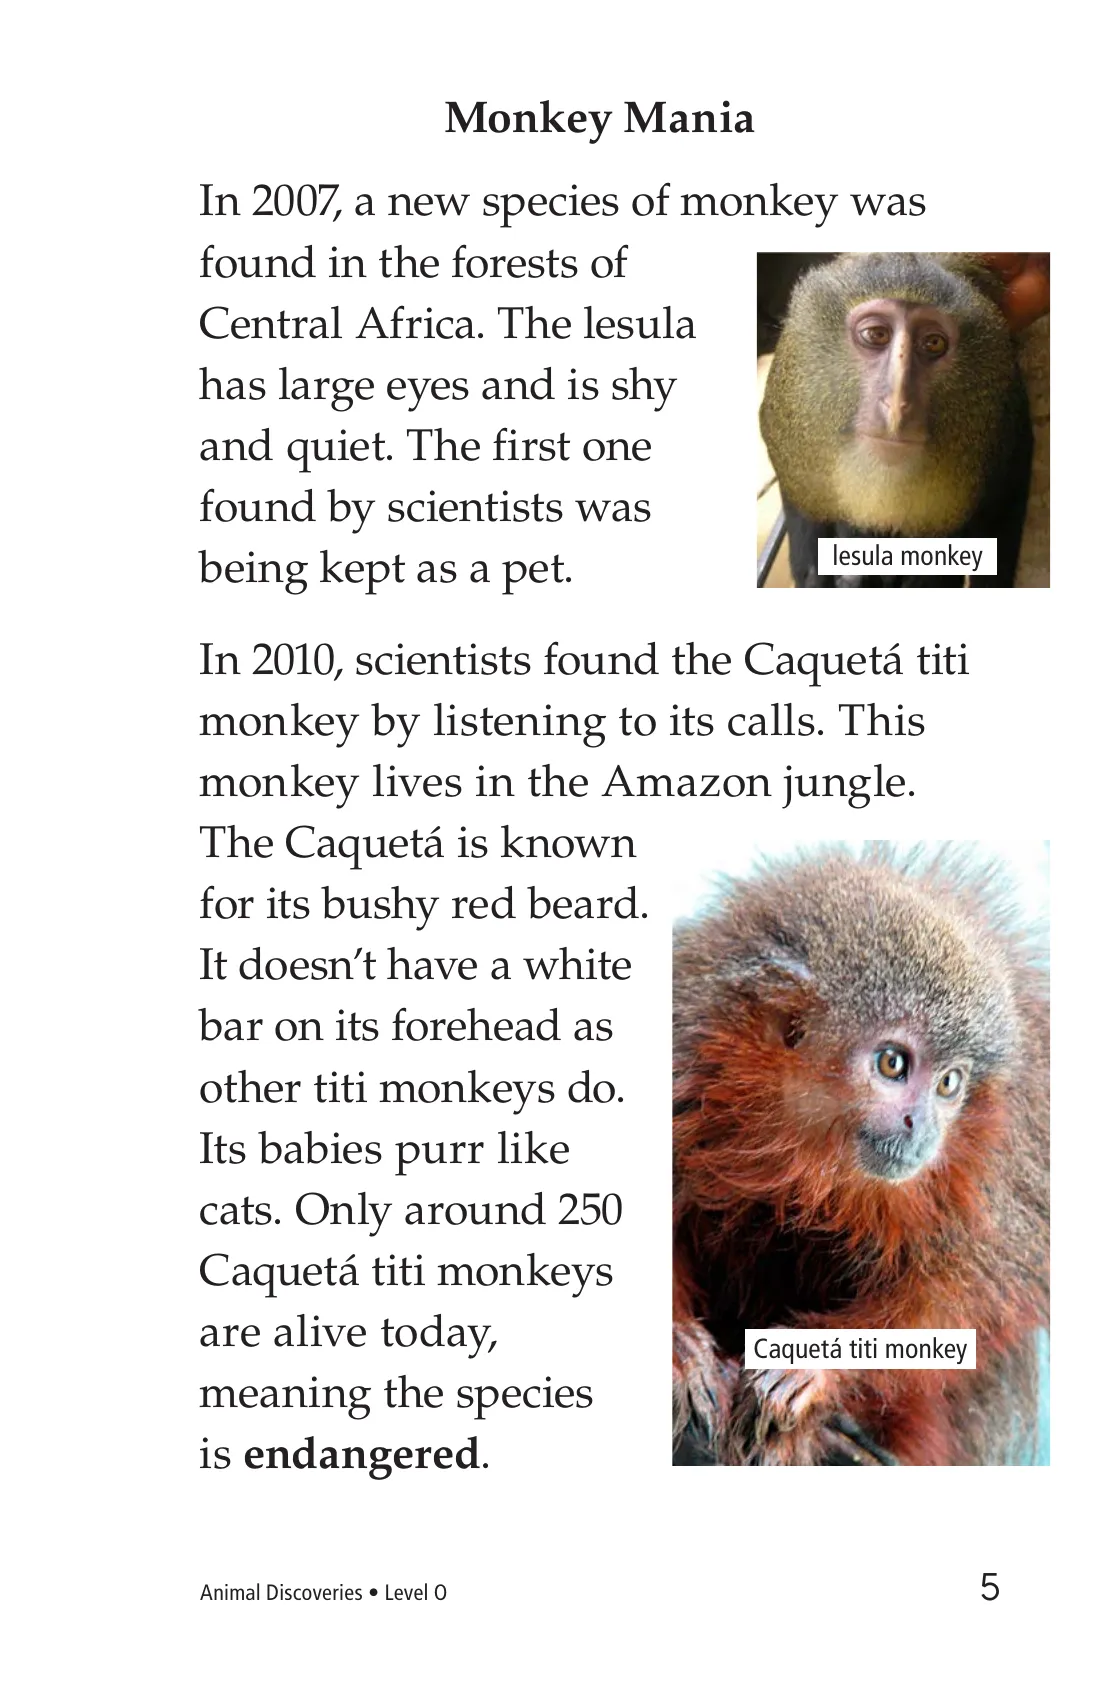 Monkey Mania
In 2007, a new species of monkey was
found in the forests of
Central Africa. The lesula
has large eyes and is shy
and quiet. The first one
found by scientists was
being kept as a pet.
lesula monkey
In 2010, scientists found the Caquetá titi
monkey by listening to its calls. This
monkey lives in the Amazon jungle.
The Caquetá is known
for its bushy red beard.
It doesn’t have a white
bar on its forehead as
other titi monkeys do.
Its babies purr like
cats. Only around 250
Caquetá titi monkeys
are alive today,
meaning the species
is endangered.
Caquetá titi monkey
Animal Discoveries • Level O
5